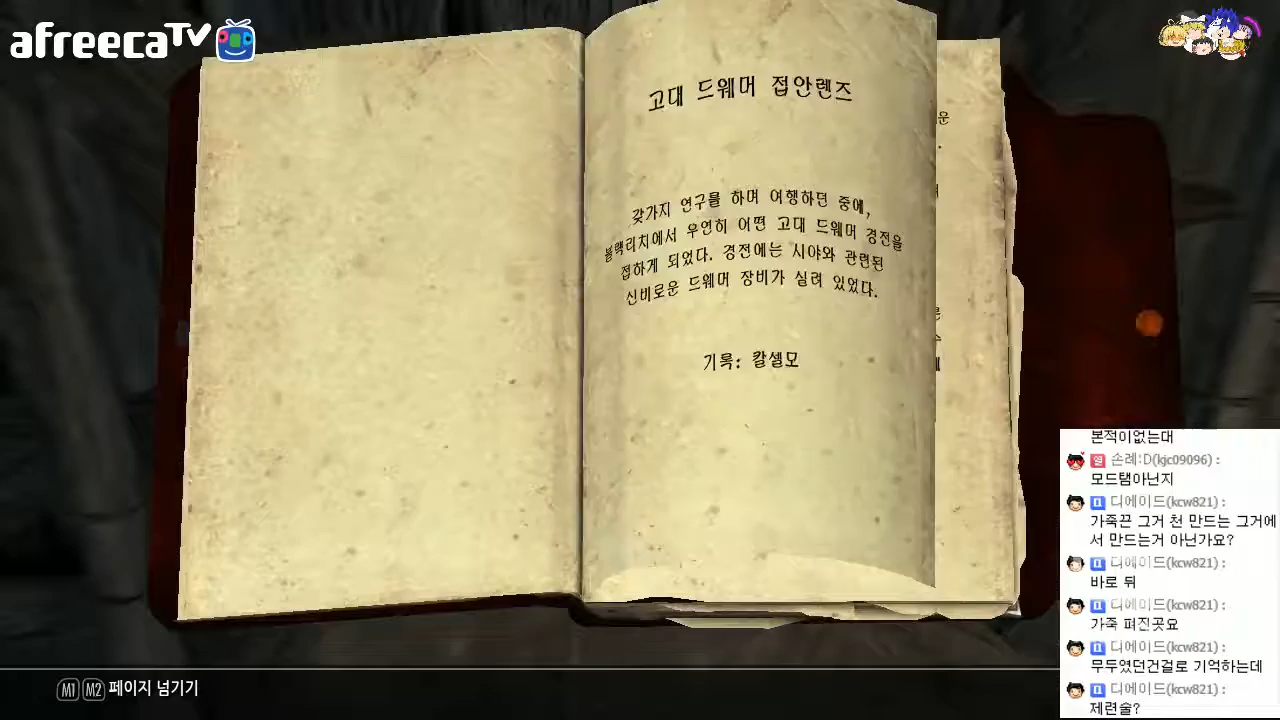 afreecaTV
고대 드웨머 접안렌즈
갖가지 연구를 하며 여행하던 중에,
블랙리치에서 우연히 어떤 고대 드웨머 경전을
접하게 되었다. 경전에는 시야와 관련된
신비로운 드웨머 장비가 실려 있었다.
기록: 칼셀모
운
M1 M2 페이지 넘기기
본적이없는대
열 손례:D(kjc09096) :
모드탬아닌지
디에이드(kcw821) :
가죽끈 그거 천 만드는 그거에
서 만드는거 아닌가요?
디에이드(kcw821) :
바로 뒤
디에이드(kcw821) :
가죽 펴진곳요
디에이드(kcw821) :
무두였던건걸로 기억하는데
디에이드(kcw821) :
제련술?